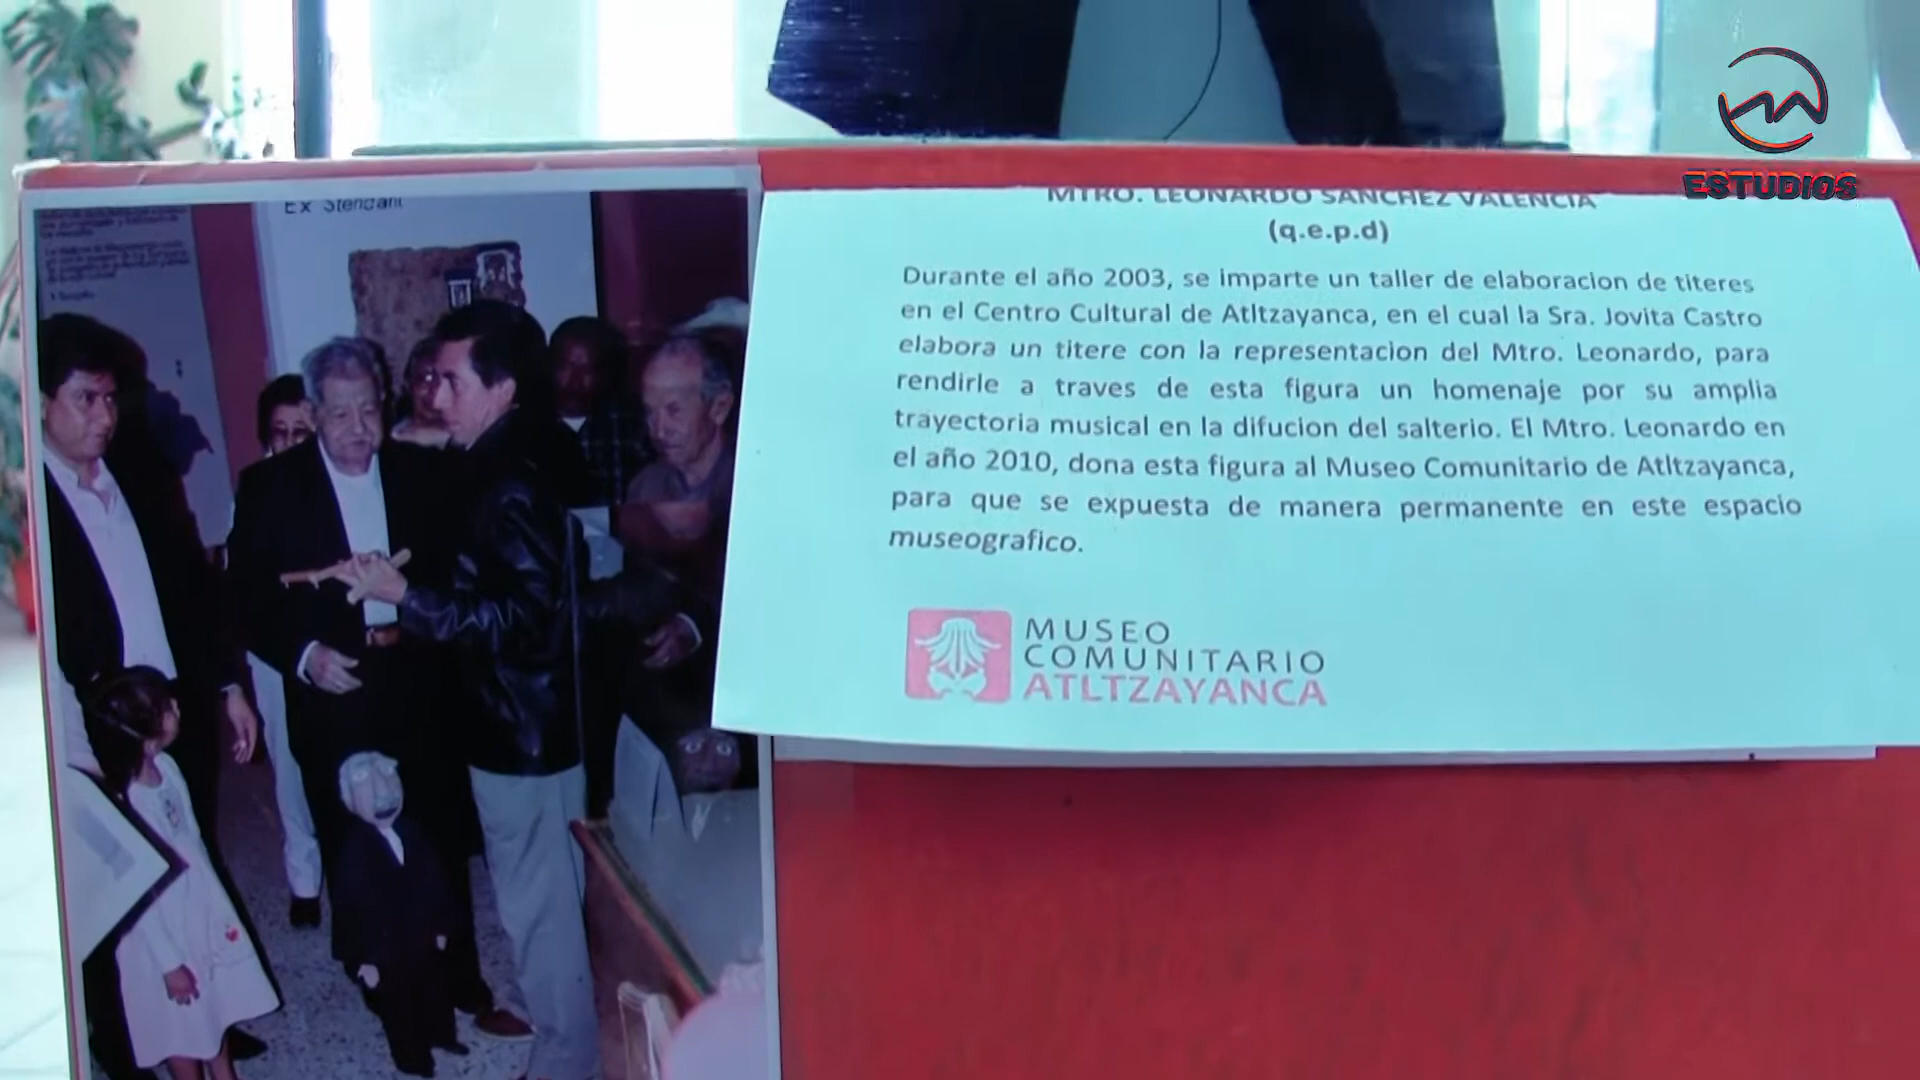 ESTUDIOS
Ex Stendant
MTRO. LEONARDO SANCHEZ VALENCIA
(q.e.p.d)
Durante el año 2003, se imparte un taller de elaboracion de titeres
en el Centro Cultural de Atltzayanca, en el cual la Sra. Jovita Castro
elabora un titere con la representacion del Mtro. Leonardo, para
rendirle a traves de esta figura un homenaje por su amplia
trayectoria musical en la difucion del salterio. El Mtro. Leonardo en
el año 2010, dona esta figura al Museo Comunitario de Atltzayanca,
para que se expuesta de manera permanente en este espacio
museografico.
MUSEO
COMUNITARIO
ATLTZAYANCA